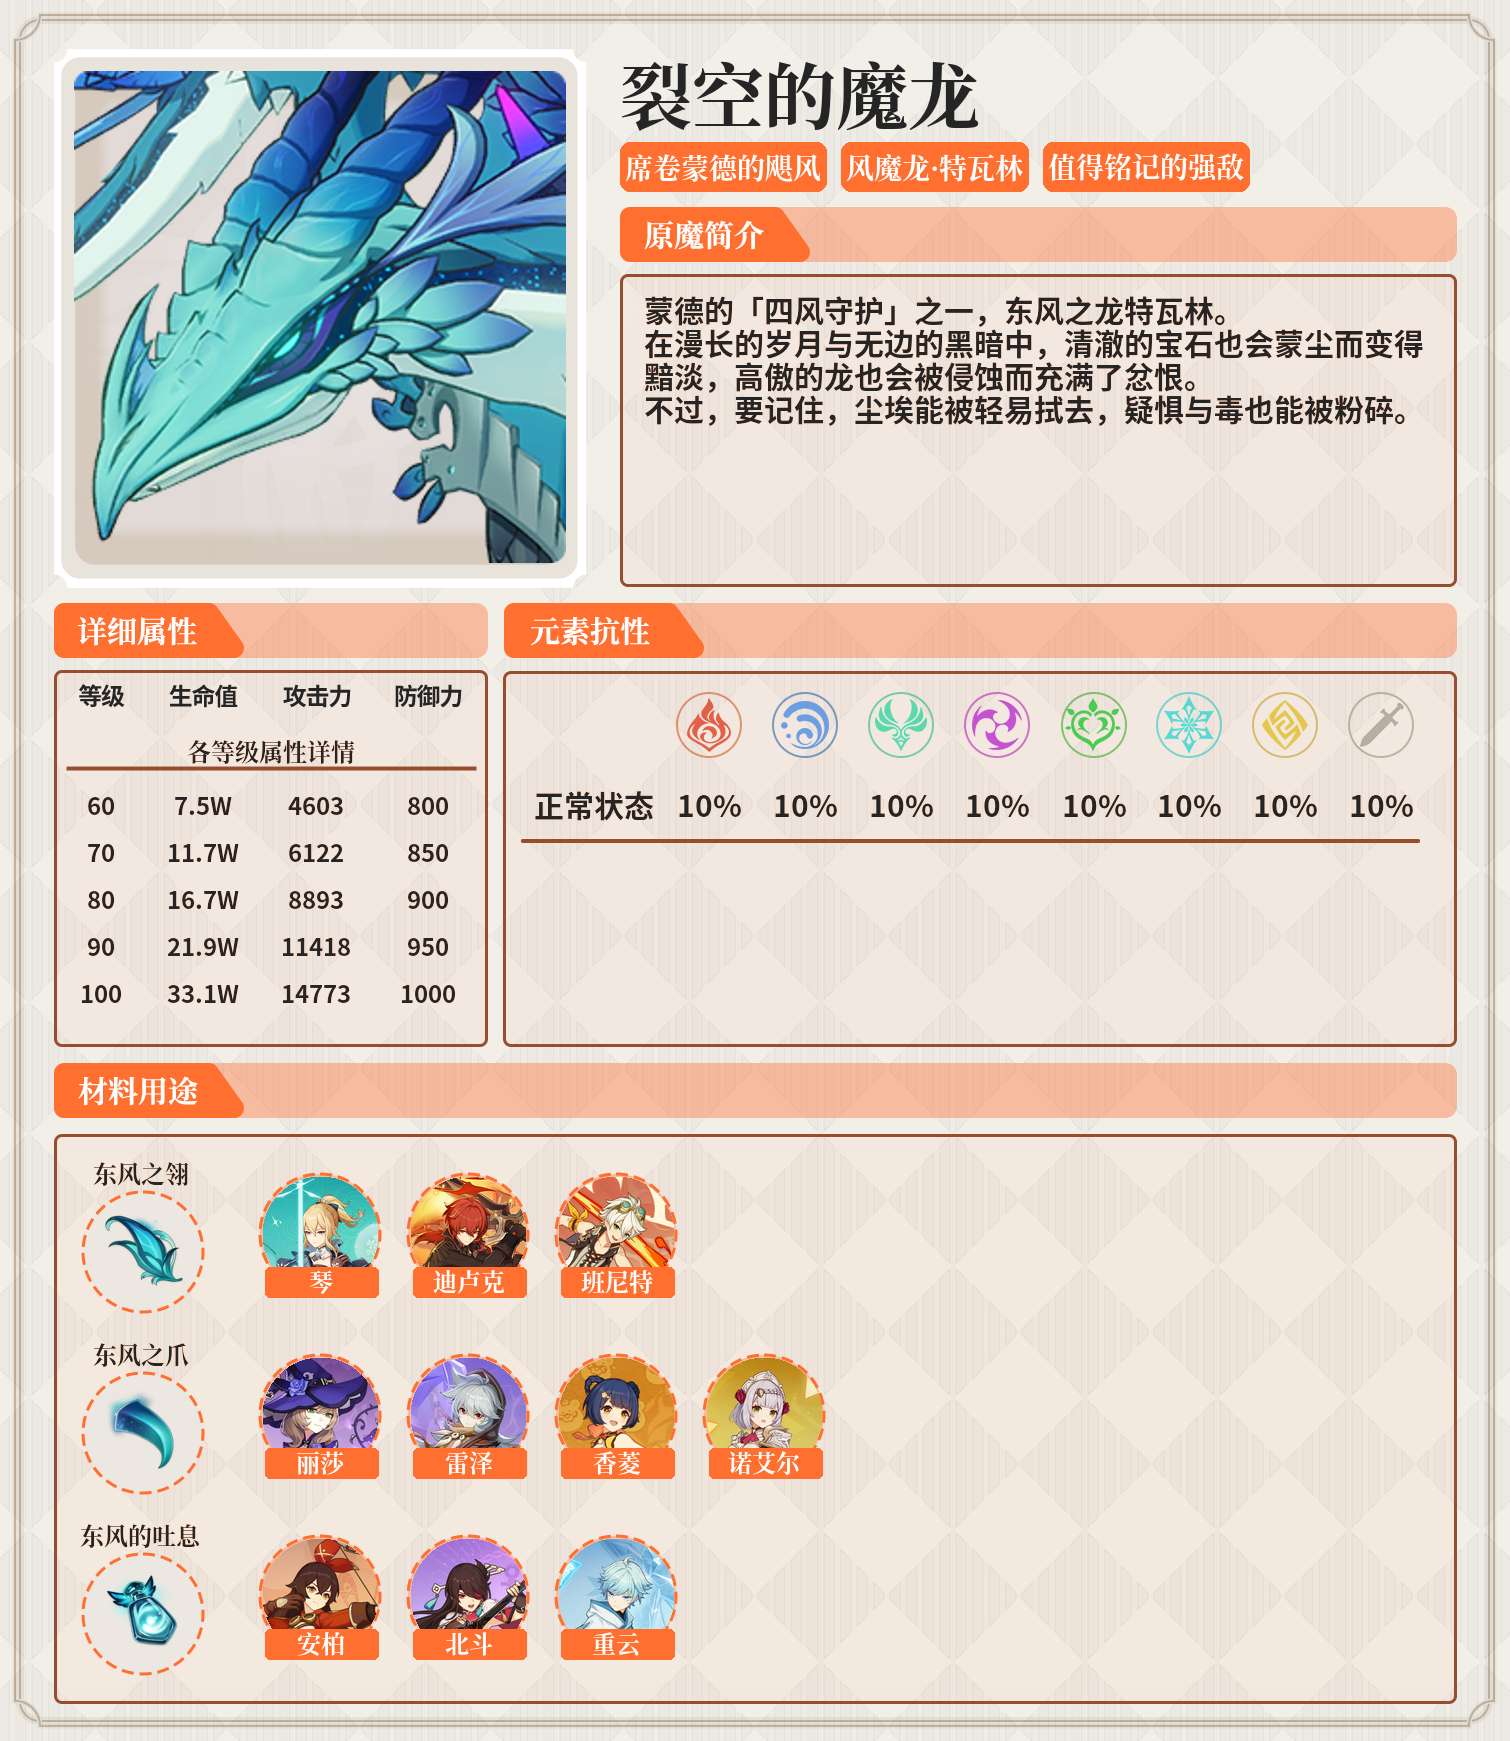 裂空的魔龙
席卷蒙德的飓风 风魔龙·特瓦林 值得铭记的强敌
原魔简介
蒙德的「四风守护」之一，东风之龙特瓦林。
在漫长的岁月与无边的黑暗中，清澈的宝石也会蒙尘而变得
黯淡，高傲的龙也会被侵蚀而充满了忿恨。
不过，要记住，尘埃能被轻易拭去，疑惧与毒也能被粉碎。
详细属性
等级 生命值 攻击力 防御力
各等级属性详情
60 7.5W 4603 800
70 11.7W 6122 850
80 16.7W 8893 900
90 21.9W 11418 950
100 33.1W 14773 1000
元素抗性
正常状态 10% 10% 10% 10% 10% 10% 10% 10%
材料用途
东风之翎
琴 迪卢克 班尼特
东风之爪
丽莎 雷泽 香菱 诺艾尔
东风的吐息
安柏 北斗 重云